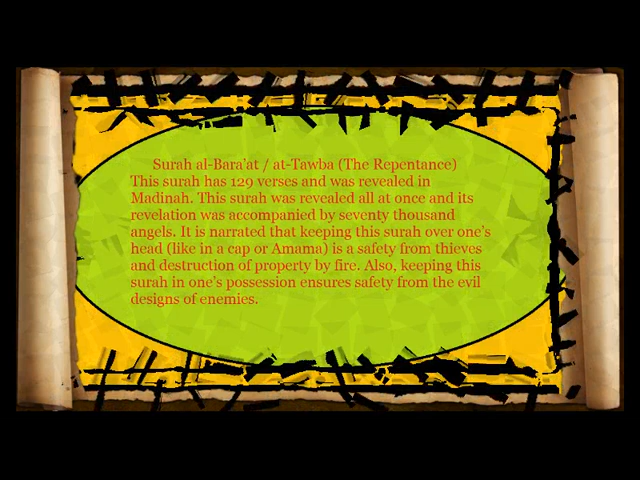 Surah al-Bara'at / at-Tawba (The Repentance)
This surah has 129 verses and was revealed in
Madinah. This surah was revealed all at once and its
revelation was accompanied by seventy thousand
angels. It is narrated that keeping this surah over one's
head (like in a cap or Amama) is a safety from thieves
and destruction of property by fire. Also, keeping this
surah in one's possession ensures safety from the evil
designs of enemies.